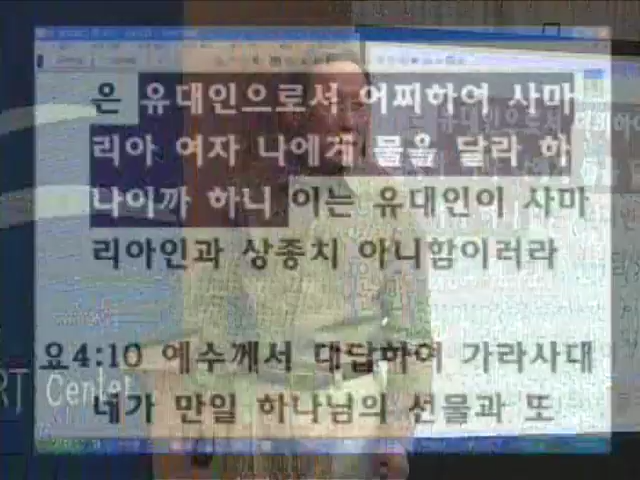 은 유대인으로서 어찌하여 사마
리아 여자 나에게 물을 달라 하
나이까 하니 이는 유대인이 사마
리아인과 상종치 아니함이러라
요4:10 예수께서 대답하여 가라사대
네가 만일 하나님의 선물과 또
RT Center